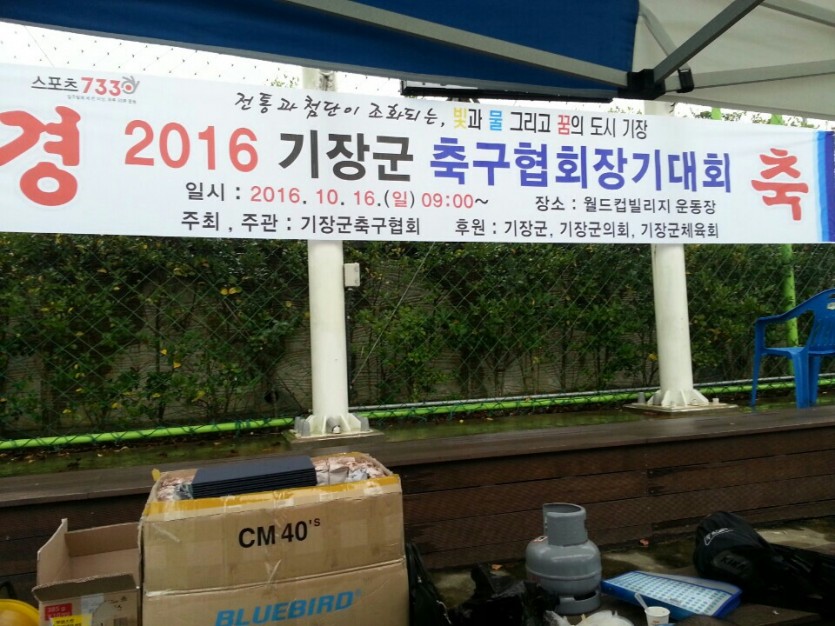 스포츠 7330
전통과 첨단이 조화되는, 빛과 물 그리고 꿈의 도시 기장
경 2016 기장군 축구협회장기대회 축
일시 : 2016. 10. 16.(일) 09:00~ 장소 : 월드컵빌리지 운동장
주최 , 주관 : 기장군축구협회 후원 : 기장군, 기장군의회, 기장군체육회
CM 40's
BLUEBIRD